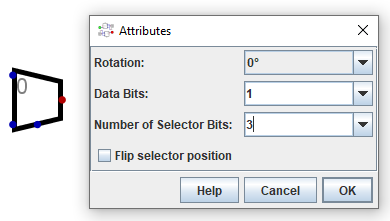 Attributes
0
Rotation: 0°
Data Bits: 1
Number of Selector Bits: 3
Flip selector position
Help Cancel OK